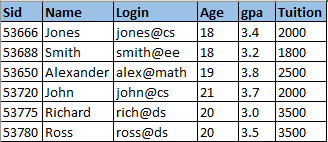 Sid Name Login Age gpa Tuition
53666 Jones jones@cs 18 3.4 2000
53688 Smith smith@ee 18 3.2 1800
53650 Alexander alex@math 19 3.8 2500
53720 John john@cs 21 3.7 2000
53775 Richard rich@ds 20 3.0 3500
53780 Ross ross@ds 20 3.5 3500